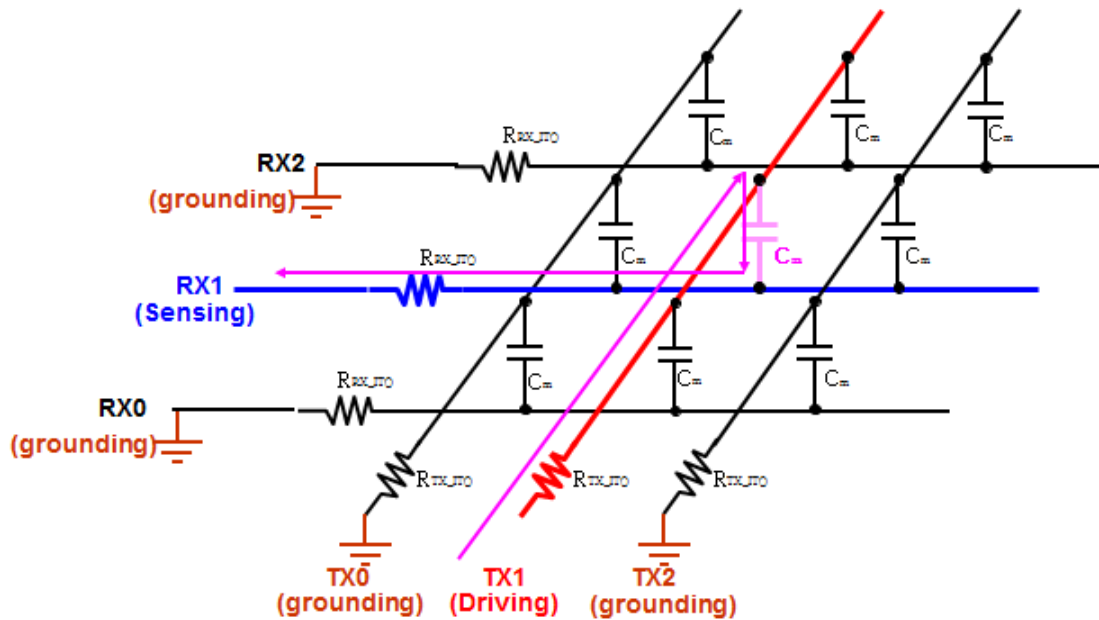 Cm Cm Cm
RRX_ITO
RX2
(grounding)
Cm Cm Cm
RRX_ITO
RX1
(Sensing)
Cm Cm Cm
RRX_ITO
RX0
(grounding)
RTX_ITO RTX_ITO RTX_ITO
TX0 TX1 TX2
(grounding) (Driving) (grounding)